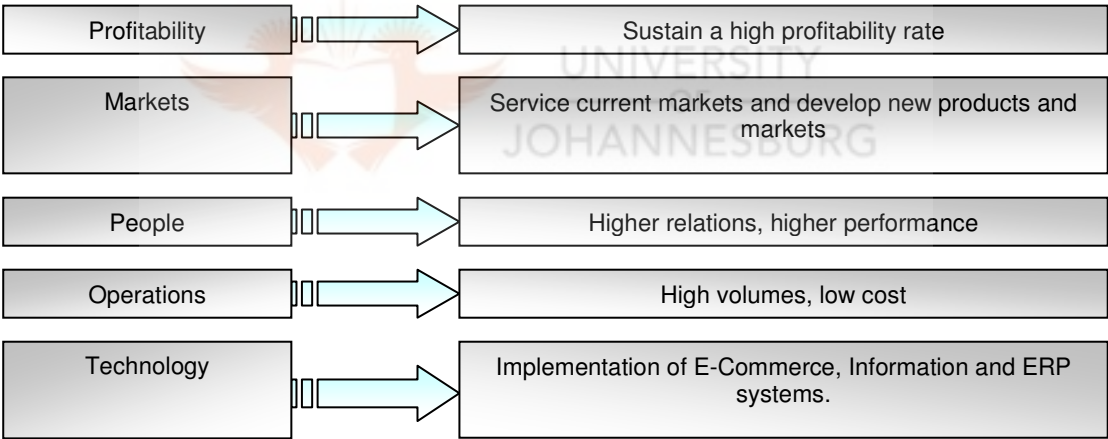 Profitability
Sustain a high profitability rate
UNIVERSITY
OF
JOHANNESBURG
Markets
Service current markets and develop new products and
markets
People
Higher relations, higher performance
Operations
High volumes, low cost
Technology
Implementation of E-Commerce, Information and ERP
systems.